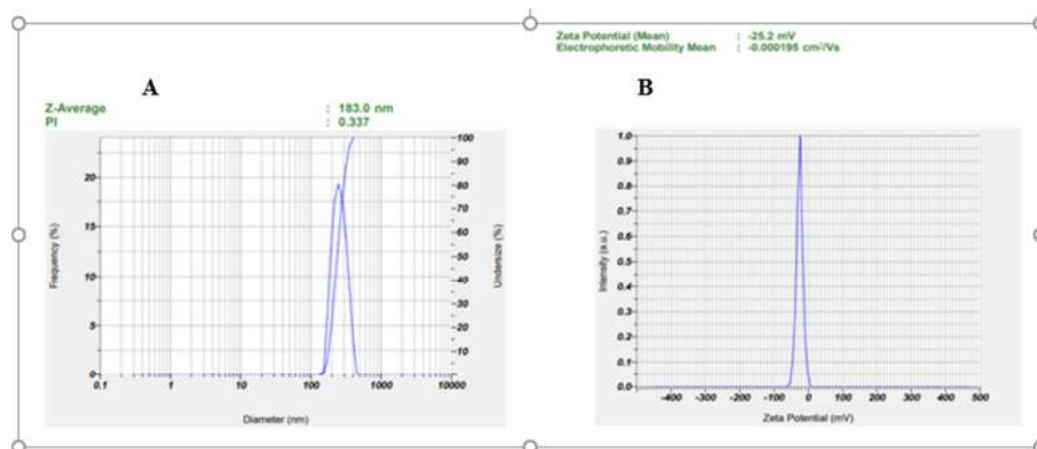 Zeta Potential (Mean) : -25.2 mV
Electrophoretic Mobility Mean : -0.000195 cm²/Vs
A
B
Z-Average : 183.0 nm
PI : 0.337
Frequency (%)
20
15
10
5
0
Undersize (%)
100
90
80
70
60
50
40
30
20
10
0.1 1 10 100 1000 10000
Diameter (nm)
Intensity (a.u.)
1.0
0.9
0.8
0.7
0.6
0.5
0.4
0.3
0.2
0.1
0.0
-400 -300 -200 -100 0 100 200 300 400 500
Zeta Potential (mV)